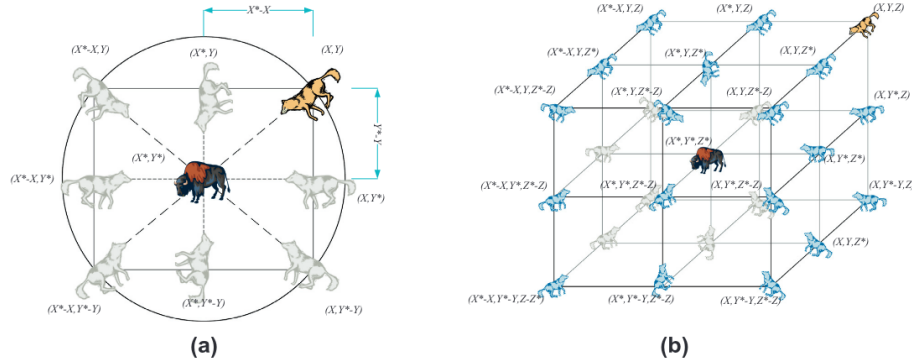 X*-X
(X*-X,Y)
(X*,Y)
(X,Y)
Y*-Y
(X*,Y*)
(X*-X,Y*)
(X,Y*)
(X*-X,Y*-Y)
(X*,Y*-Y)
(X,Y*-Y)
(a)
(X*-X,Y,Z)
(X*,Y,Z)
(X,Y,Z)
(X*-X,Y,Z*)
(X*,Y,Z*)
(X,Y,Z*)
(X*-X,Y,Z*-Z)
(X*,Y,Z*-Z)
(X,Y,Z*-Z)
(X,Y*,Z)
(X*,Y*,Z*)
(X,Y*,Z*)
(X*-X,Y*,Z*-Z)
(X*,Y*,Z*-Z)
(X,Y*,Z*-Z)
(X,Y*-Y,Z)
(X,Y,Z*)
(X*-X,Y*-Y,Z-Z*)
(X*,Y*-Y,Z*-Z)
(X,Y*-Y,Z*-Z)
(b)